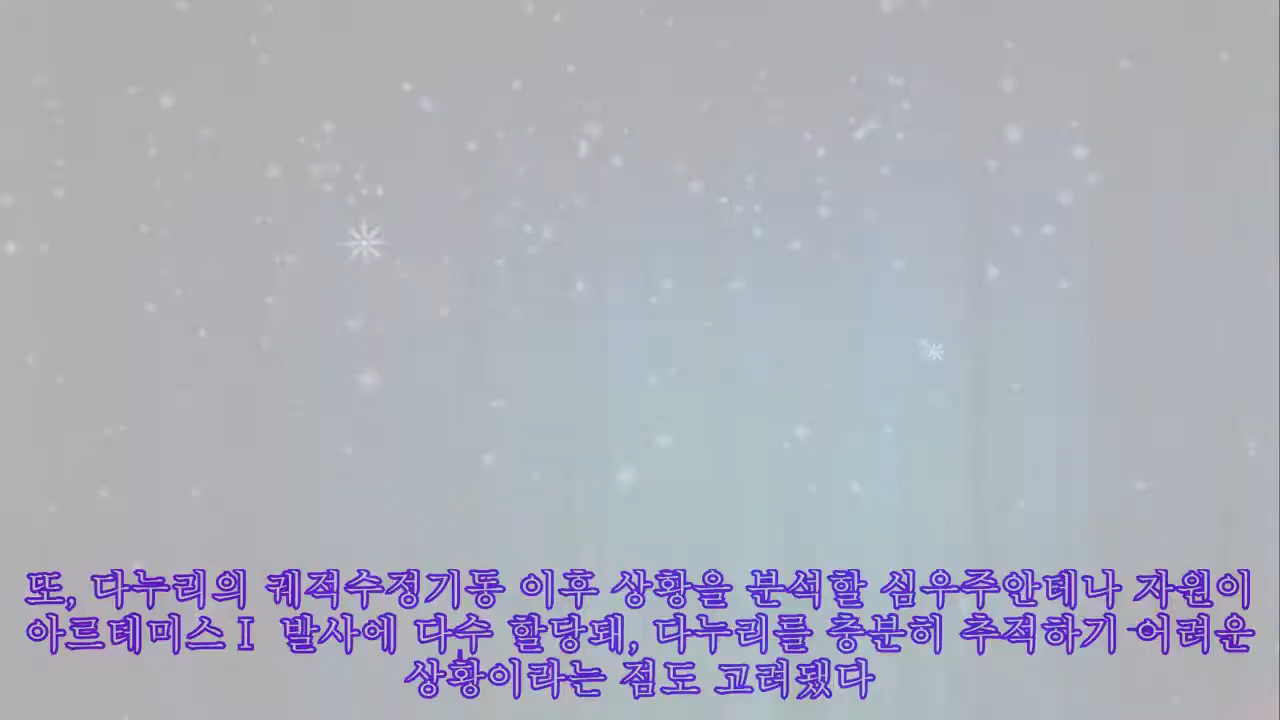 또, 다누리의 궤적수정기동 이후 상황을 분석할 심우주안테나 자원이
아르테미스Ⅰ 발사에 다수 할당돼, 다누리를 충분히 추적하기 어려운
상황이라는 점도 고려됐다